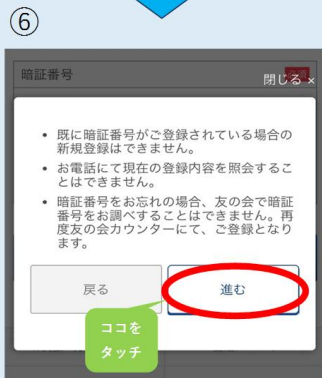 ⑥
暗証番号
閉じる ×
• 既に暗証番号がご登録されている場合の
新規登録はできません。
• お電話にて現在の登録内容を照会するこ
とはできません。
• 暗証番号をお忘れの場合、友の会で暗証
番号をお調べすることはできません。再
度友の会カウンターにて、ご登録となり
ます。
戻る
進む
ココを
タッチ